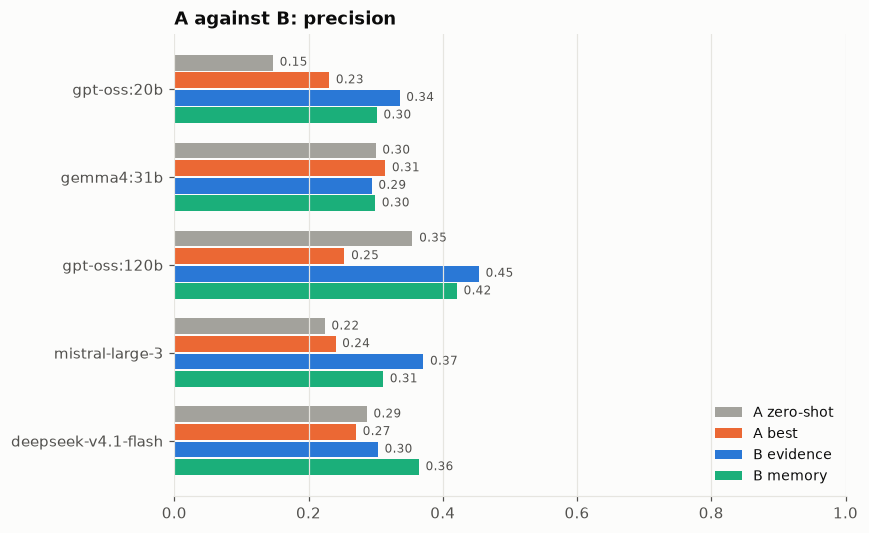 A against B: precision
gpt-oss:20b
0.15
0.23
0.34
0.30
gemma4:31b
0.30
0.31
0.29
0.30
gpt-oss:120b
0.35
0.25
0.45
0.42
mistral-large-3
0.22
0.24
0.37
0.31
deepseek-v4.1-flash
0.29
0.27
0.30
0.36
A zero-shot
A best
B evidence
B memory
0.0 0.2 0.4 0.6 0.8 1.0